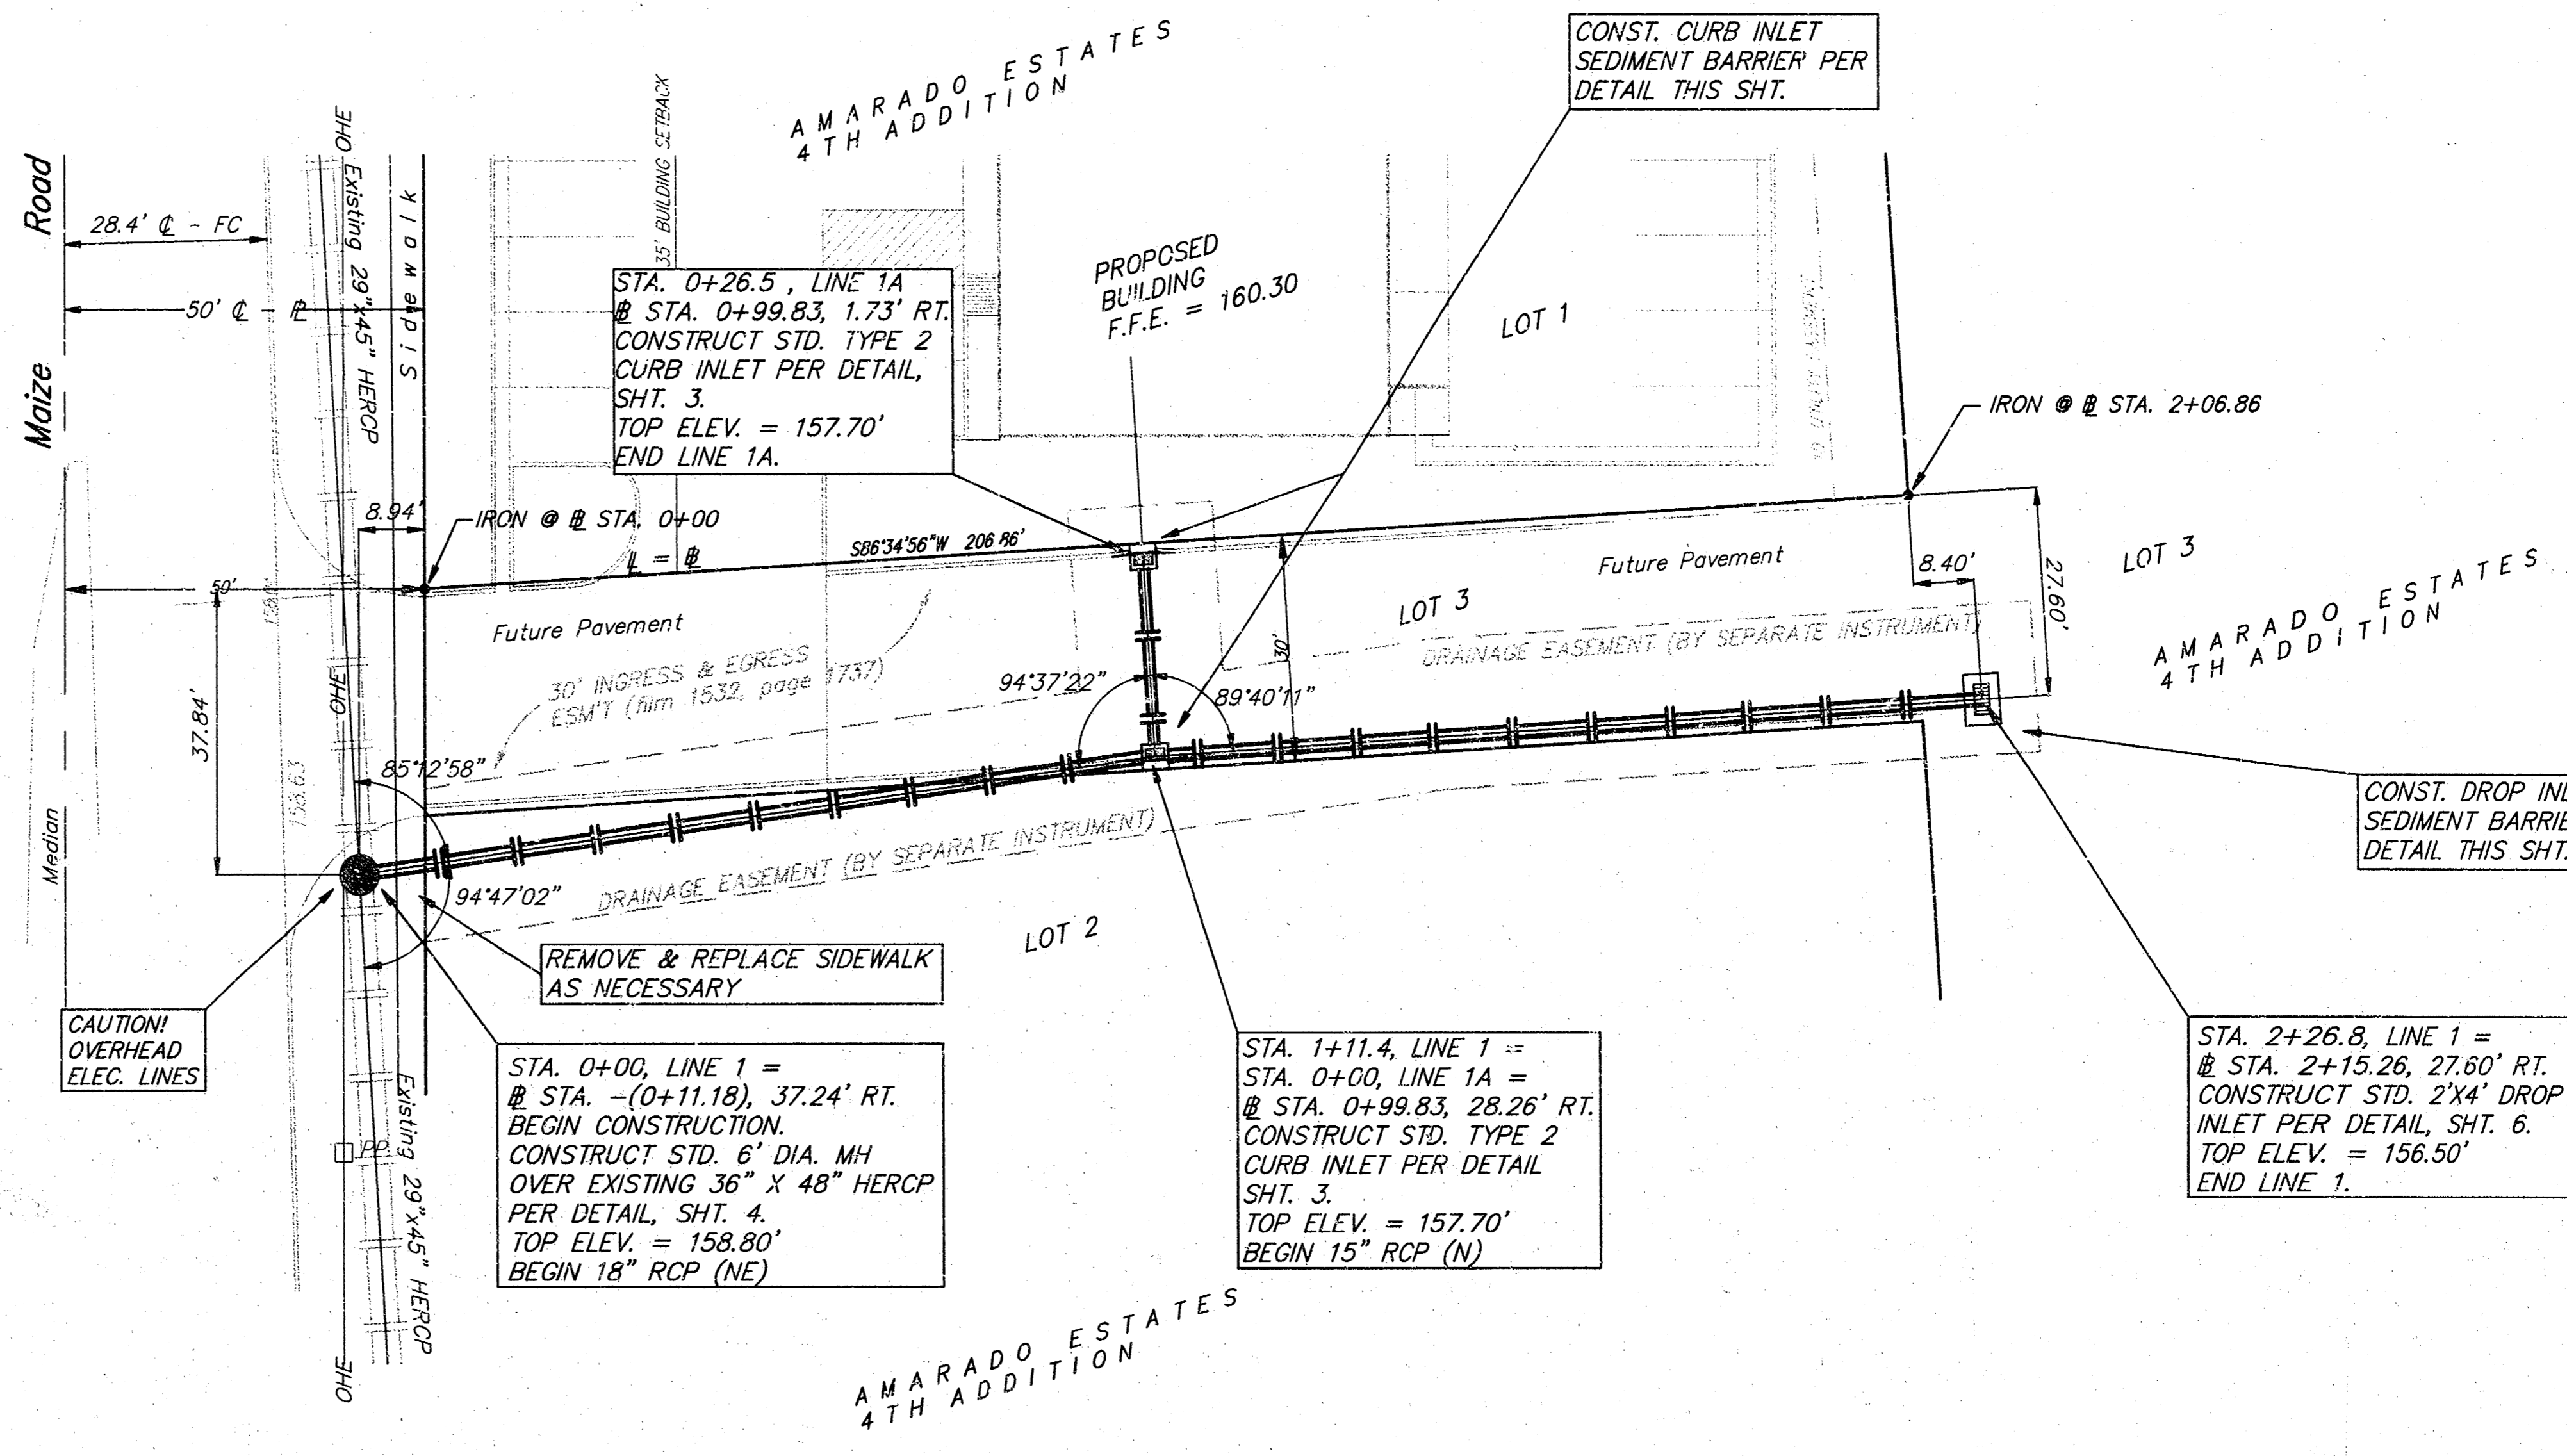 AMARADO ESTATES
4TH ADDITION
CONST. CURB INLET
SEDIMENT BARRIER PER
DETAIL THIS SHT.
Maize Road
28.4' ℄ - FC
50' ℄ - ⅊
OHE
Existing 29"x45" HERCP
Sidewalk
35' BUILDING SETBACK
STA. 0+26.5 , LINE 1A
BL STA. 0+99.83, 1.73' RT.
CONSTRUCT STD. TYPE 2
CURB INLET PER DETAIL,
SHT. 3.
TOP ELEV. = 157.70'
END LINE 1A.
PROPOSED
BUILDING
F.F.E. = 160.30
LOT 1
IRON @ BL STA. 2+06.86
8.94'
IRON @ BL STA. 0+00
LL = BL
S86°34'56"W 206.86'
50'
Future Pavement
Future Pavement
LOT 3
8.40'
27.60'
LOT 3
AMARADO ESTATES
4TH ADDITION
30'
LOT 3
DRAINAGE EASEMENT (BY SEPARATE INSTRUMENT)
30' INGRESS & EGRESS
ESM'T (film 1532, page 1737)
94°37'22"
89°40'11"
37.84'
OHE
85°12'58"
158.63
Median
94°47'02"
DRAINAGE EASEMENT (BY SEPARATE INSTRUMENT)
LOT 2
CONST. DROP INL
SEDIMENT BARRIE
DETAIL THIS SHT.
REMOVE & REPLACE SIDEWALK
AS NECESSARY
CAUTION!
OVERHEAD
ELEC. LINES
STA. 0+00, LINE 1 =
BL STA. -(0+11.18), 37.24' RT.
BEGIN CONSTRUCTION.
CONSTRUCT STD. 6' DIA. MH
OVER EXISTING 36" X 48" HERCP
PER DETAIL, SHT. 4.
TOP ELEV. = 158.80'
BEGIN 18" RCP (NE)
STA. 1+11.4, LINE 1 =
STA. 0+00, LINE 1A =
BL STA. 0+99.83, 28.26' RT.
CONSTRUCT STD. TYPE 2
CURB INLET PER DETAIL
SHT. 3.
TOP ELEV. = 157.70'
BEGIN 15" RCP (N)
STA. 2+26.8, LINE 1 =
BL STA. 2+15.26, 27.60' RT.
CONSTRUCT STD. 2'X4' DROP
INLET PER DETAIL, SHT. 6.
TOP ELEV. = 156.50'
END LINE 1.
PP
Existing 29"x45" HERCP
OHE
AMARADO ESTATES
4TH ADDITION